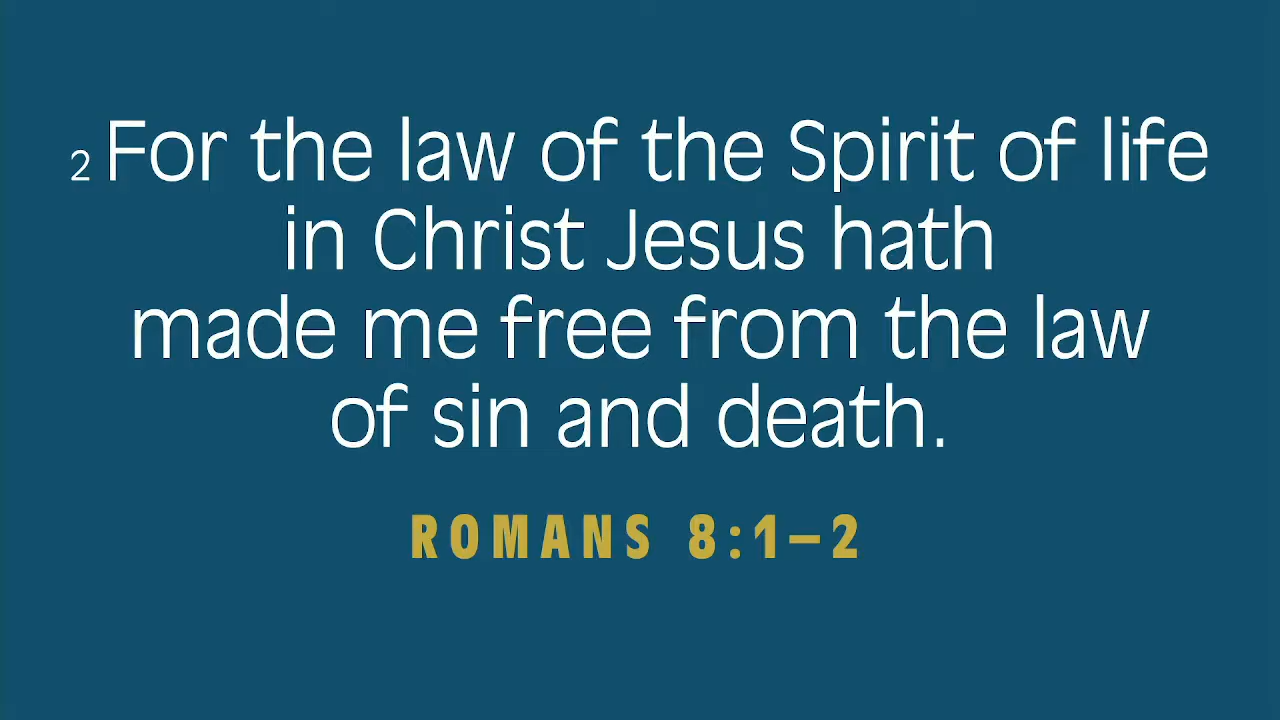 2 For the law of the Spirit of life
in Christ Jesus hath
made me free from the law
of sin and death.
ROMANS 8:1–2